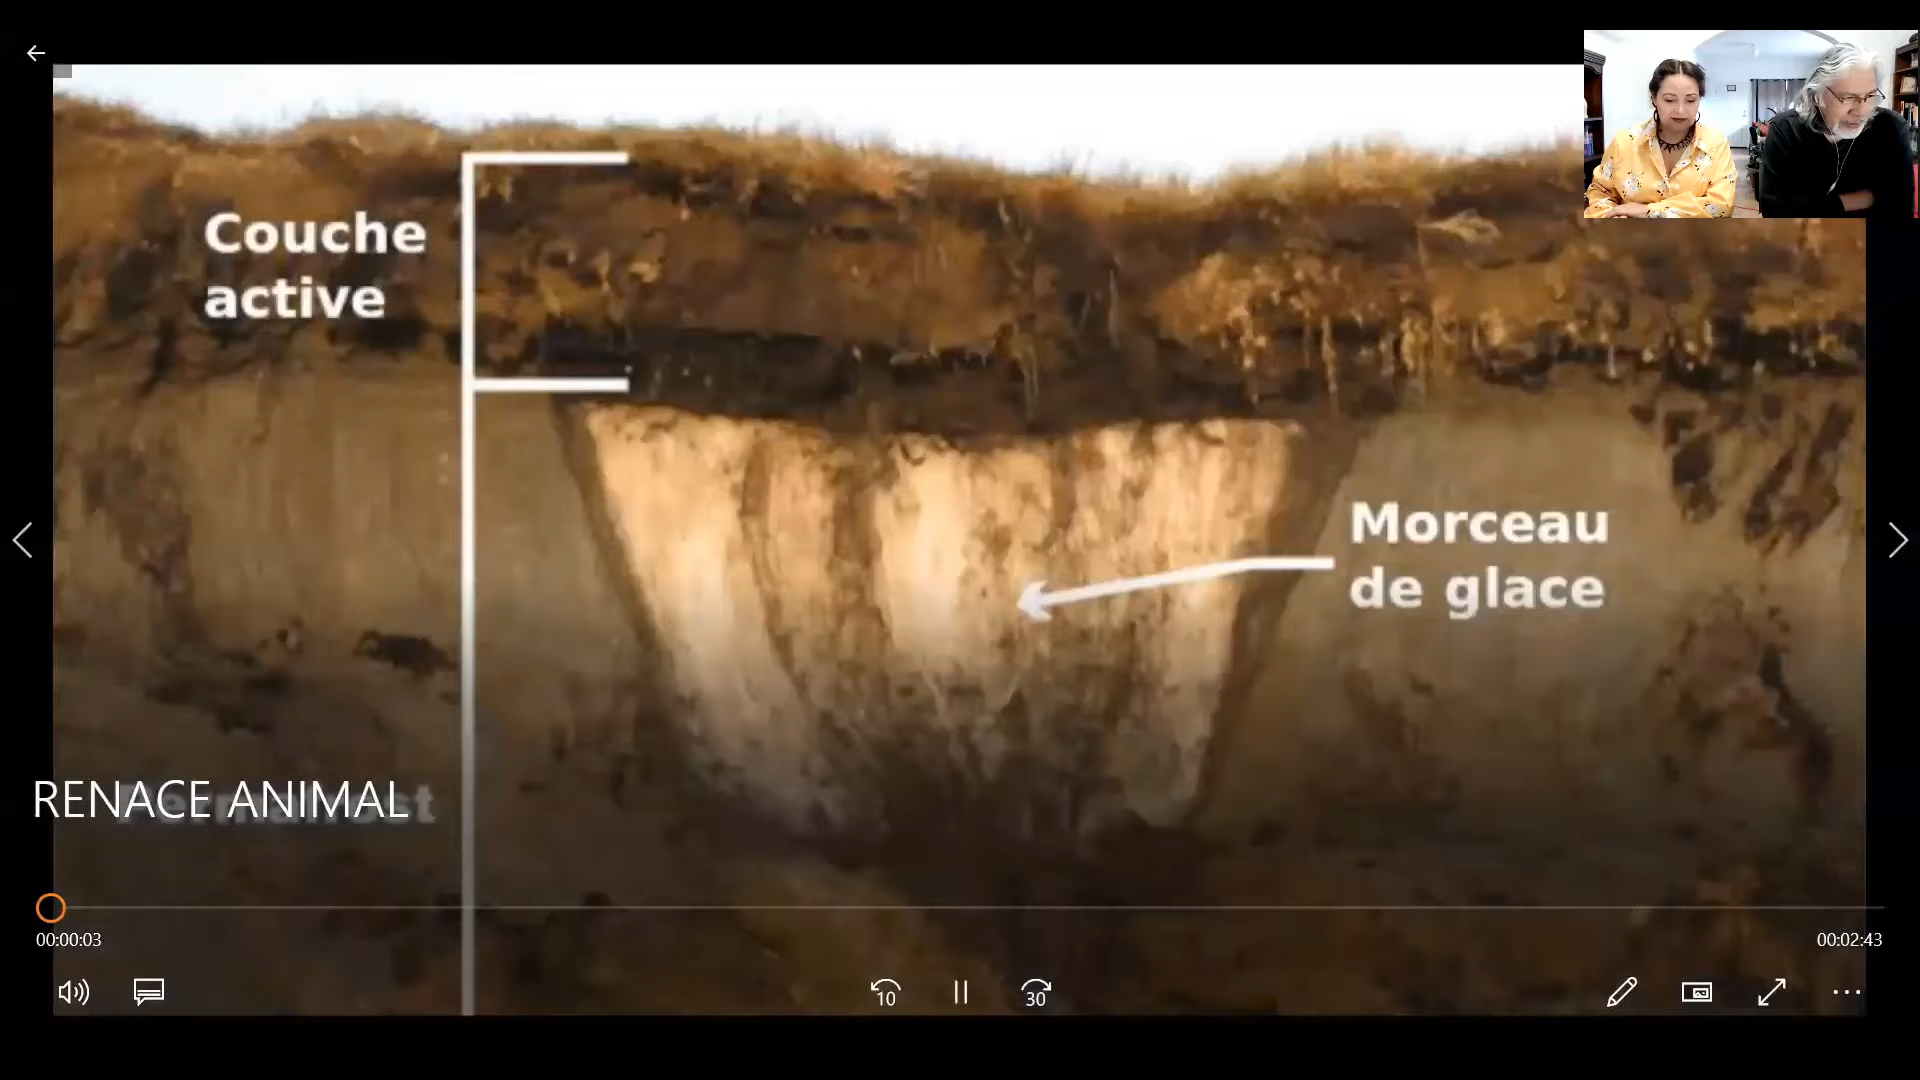 Couche
active
Morceau
de glace
RENACE ANIMAL
00:00:03
00:02:43
10
30